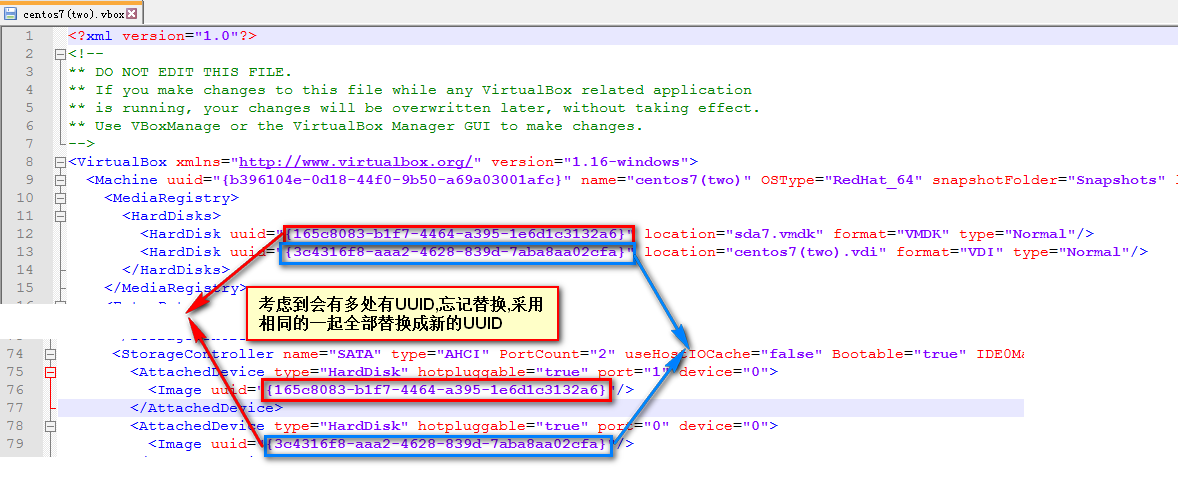 centos7(two).vbox
1 <?xml version="1.0"?>
2 <!--
3 ** DO NOT EDIT THIS FILE.
4 ** If you make changes to this file while any VirtualBox related application
5 ** is running, your changes will be overwritten later, without taking effect.
6 ** Use VBoxManage or the VirtualBox Manager GUI to make changes.
7 -->
8 <VirtualBox xmlns="http://www.virtualbox.org/" version="1.16-windows">
9 <Machine uuid="{b396104e-0d18-44f0-9b50-a69a03001afc}" name="centos7(two)" OSType="RedHat_64" snapshotFolder="Snapshots"
10 <MediaRegistry>
11 <HardDisks>
12 <HardDisk uuid="{165c8083-b1f7-4464-a395-1e6d1c3132a6}" location="sda7.vmdk" format="VMDK" type="Normal"/>
13 <HardDisk uuid="{3c4316f8-aaa2-4628-839d-7aba8aa02cfa}" location="centos7(two).vdi" format="VDI" type="Normal"/>
14 </HardDisks>
15 </MediaRegistry>
考虑到会有多处有UUID,忘记替换,采用
相同的一起全部替换成新的UUID
74 <StorageController name="SATA" type="AHCI" PortCount="2" useHostIOCache="false" Bootable="true" IDE0Ma
75 <AttachedDevice type="HardDisk" hotpluggable="true" port="1" device="0">
76 <Image uuid="{165c8083-b1f7-4464-a395-1e6d1c3132a6}"/>
77 </AttachedDevice>
78 <AttachedDevice type="HardDisk" hotpluggable="true" port="0" device="0">
79 <Image uuid="{3c4316f8-aaa2-4628-839d-7aba8aa02cfa}"/>